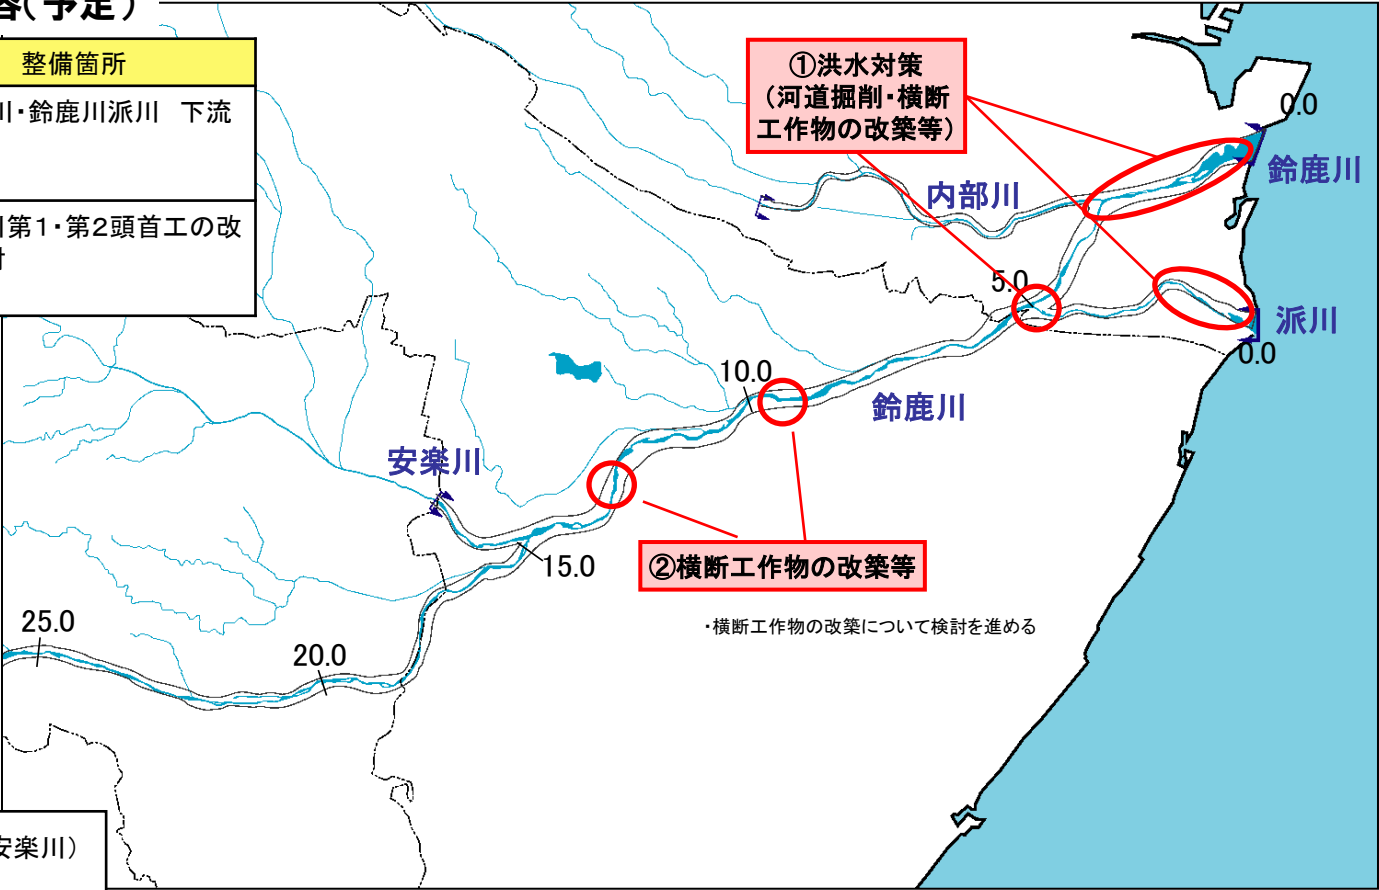 容(予定)
整備箇所
川・鈴鹿川派川　下流
川第1・第2頭首工の改
①洪水対策
(河道掘削・横断
工作物の改築等)
0.0
鈴鹿川
内部川
5.0
派川
0.0
10.0
鈴鹿川
安楽川
15.0
②横断工作物の改築等
・横断工作物の改築について検討を進める
25.0
20.0
安楽川)